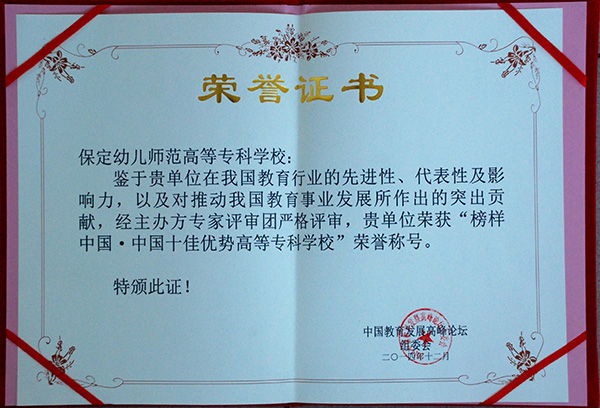 荣誉证书
保定幼儿师范高等专科学校：
鉴于贵单位在我国教育行业的先进性、代表性及影
响力，以及对推动我国教育事业发展所作出的突出贡
献，经主办方专家评审团严格评审，贵单位荣获“榜样
中国·中国十佳优势高等专科学校”荣誉称号。
特颁此证！
中国教育发展高峰论坛
组委会
二〇一四年十二月